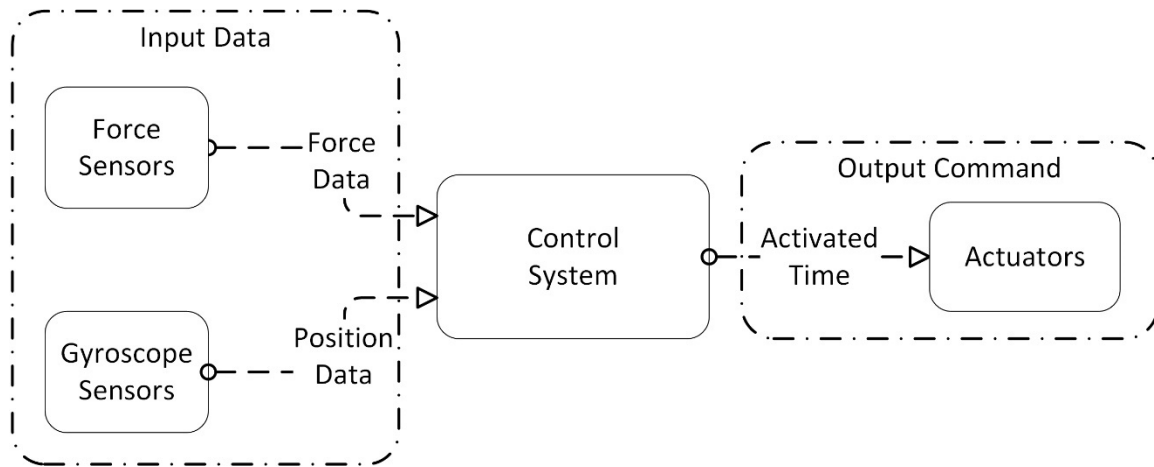 Input Data
Force
Sensors
Force
Data
Gyroscope
Sensors
Position
Data
Control
System
Output Command
Activated
Time
Actuators